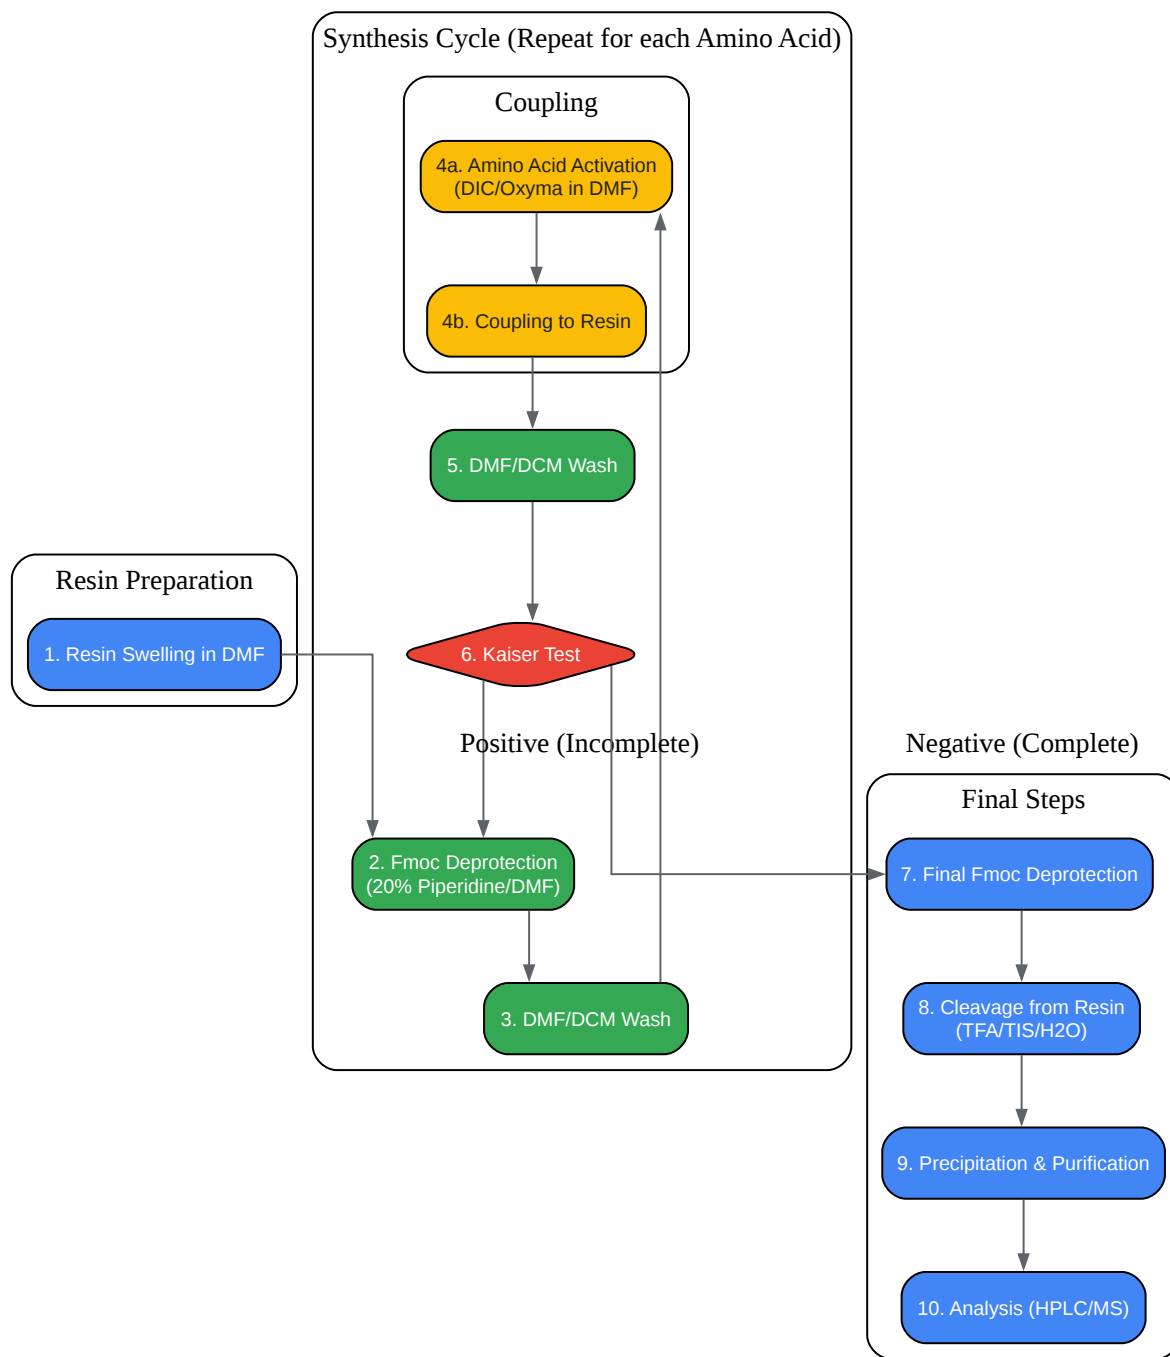 Synthesis Cycle (Repeat for each Amino Acid)
Coupling
4a. Amino Acid Activation
(DIC/Oxyma in DMF)
4b. Coupling to Resin
5. DMF/DCM Wash
Resin Preparation
1. Resin Swelling in DMF
6. Kaiser Test
Positive (Incomplete)
Negative (Complete)
2. Fmoc Deprotection
(20% Piperidine/DMF)
3. DMF/DCM Wash
Final Steps
7. Final Fmoc Deprotection
8. Cleavage from Resin
(TFA/TIS/H2O)
9. Precipitation & Purification
10. Analysis (HPLC/MS)